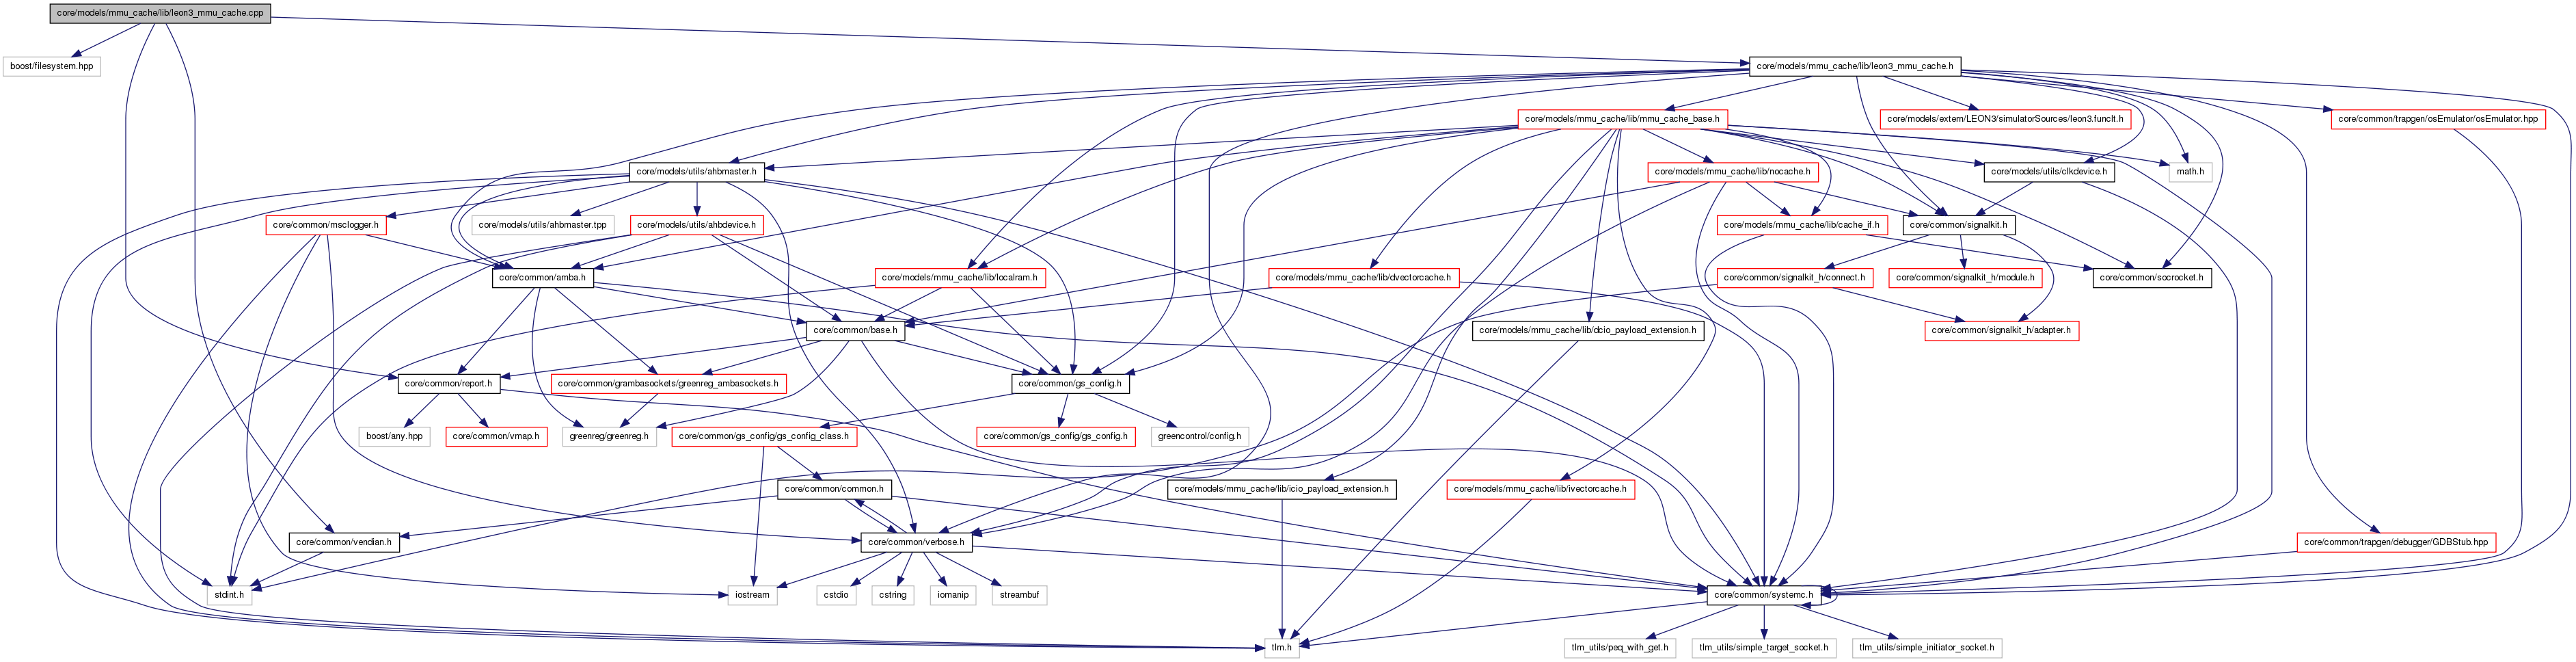 core/models/mmu_cache/lib/leon3_mmu_cache.cpp
boost/filesystem.hpp
core/models/mmu_cache/lib/leon3_mmu_cache.h
core/models/mmu_cache/lib/mmu_cache_base.h
core/models/extern/LEON3/simulatorSources/leon3.funclt.h
core/common/trapgen/osEmulator/osEmulator.hpp
core/models/utils/ahbmaster.h
core/models/mmu_cache/lib/nocache.h
core/models/utils/clkdevice.h
math.h
core/common/msclogger.h
core/models/utils/ahbmaster.tpp
core/models/utils/ahbdevice.h
core/models/mmu_cache/lib/cache_if.h
core/common/signalkit.h
core/common/amba.h
core/models/mmu_cache/lib/localram.h
core/models/mmu_cache/lib/dvectorcache.h
core/common/signalkit_h/connect.h
core/common/signalkit_h/module.h
core/common/socrocket.h
core/common/base.h
core/models/mmu_cache/lib/dcio_payload_extension.h
core/common/signalkit_h/adapter.h
core/common/report.h
core/common/grambasockets/greenreg_ambasockets.h
core/common/gs_config.h
boost/any.hpp
core/common/vmap.h
greenreg/greenreg.h
core/common/gs_config/gs_config_class.h
core/common/gs_config/gs_config.h
greencontrol/config.h
core/common/common.h
core/models/mmu_cache/lib/icio_payload_extension.h
core/models/mmu_cache/lib/ivectorcache.h
core/common/vendian.h
core/common/verbose.h
core/common/trapgen/debugger/GDBStub.hpp
stdint.h
iostream
cstdio
cstring
iomanip
streambuf
core/common/systemc.h
tlm.h
tlm_utils/peq_with_get.h
tlm_utils/simple_target_socket.h
tlm_utils/simple_initiator_socket.h